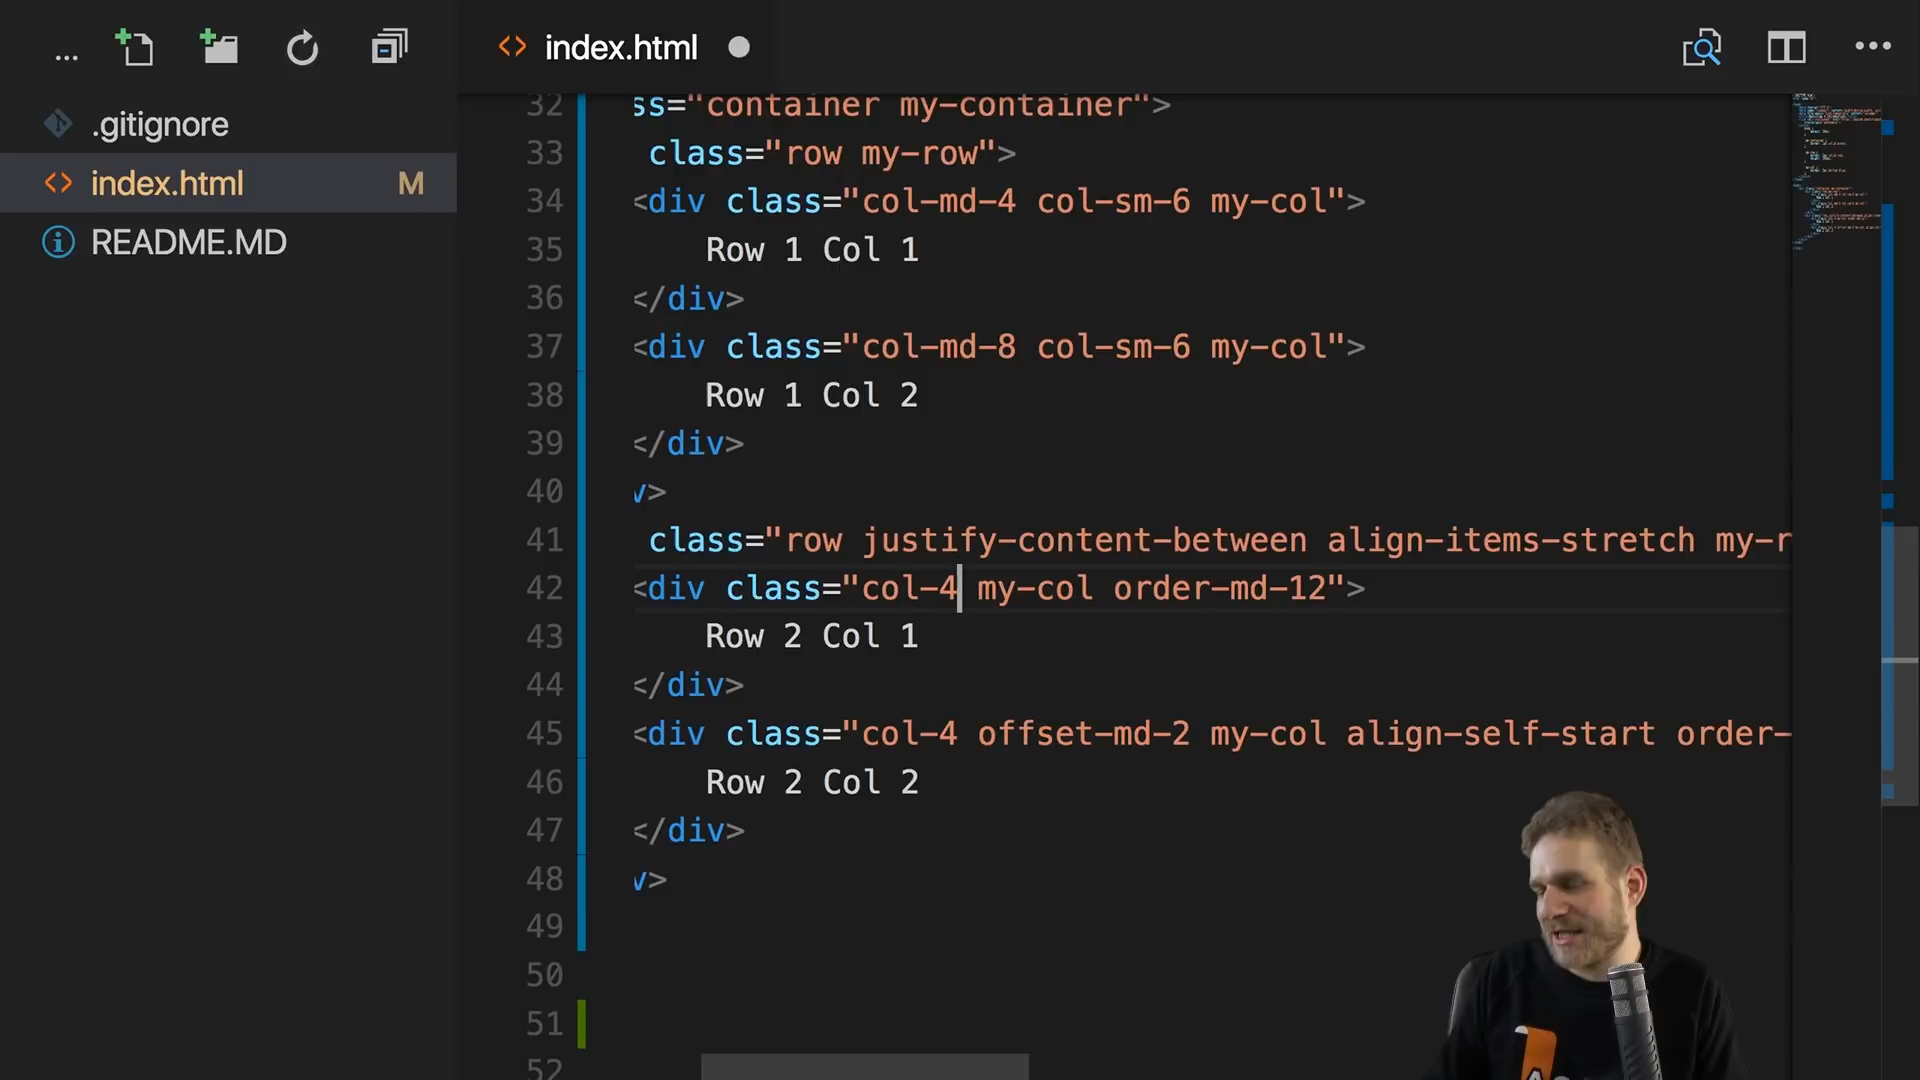 ...
index.html
.gitignore
index.html M
README.MD
32 ss="container my-container">
33 class="row my-row">
34 <div class="col-md-4 col-sm-6 my-col">
35 Row 1 Col 1
36 </div>
37 <div class="col-md-8 col-sm-6 my-col">
38 Row 1 Col 2
39 </div>
40 v>
41 class="row justify-content-between align-items-stretch my-r
42 <div class="col-4 my-col order-md-12">
43 Row 2 Col 1
44 </div>
45 <div class="col-4 offset-md-2 my-col align-self-start order-
46 Row 2 Col 2
47 </div>
48 v>
49
50
51
52